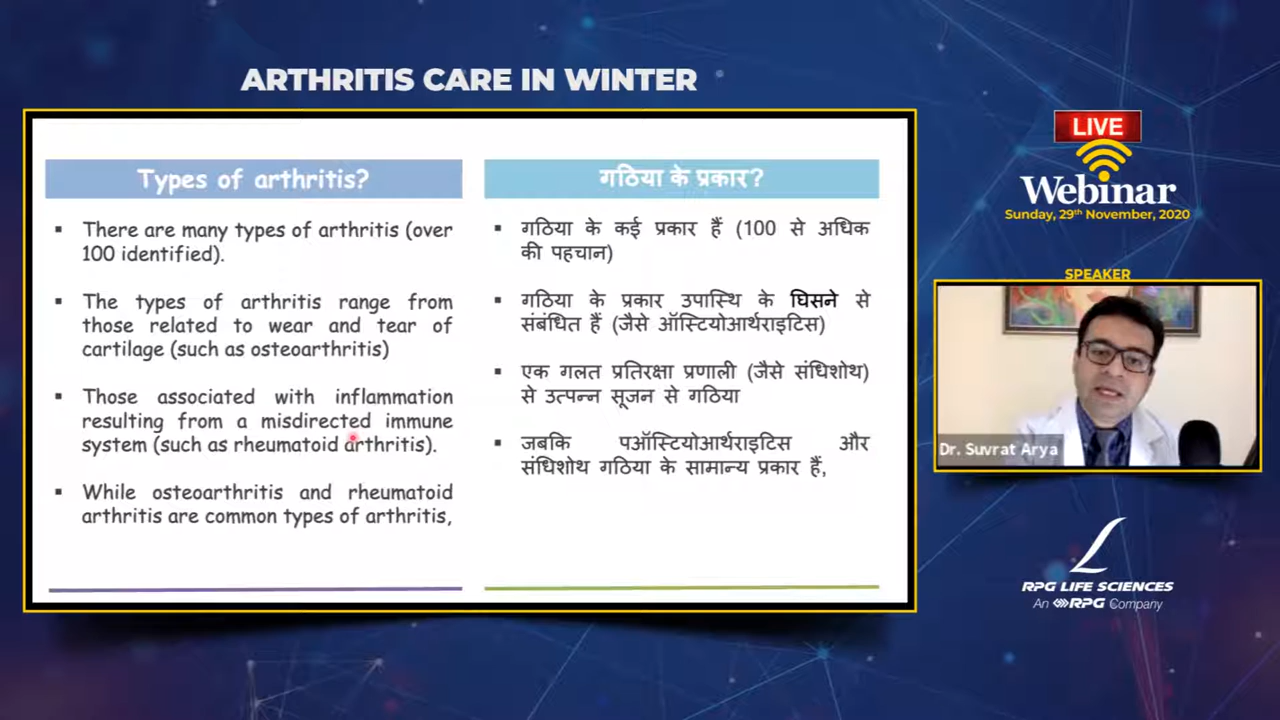 ARTHRITIS CARE IN WINTER
Types of arthritis?
▪ There are many types of arthritis (over
100 identified).
▪ The types of arthritis range from
those related to wear and tear of
cartilage (such as osteoarthritis)
▪ Those associated with inflammation
resulting from a misdirected immune
system (such as rheumatoid arthritis).
▪ While osteoarthritis and rheumatoid
arthritis are common types of arthritis,
गठिया के प्रकार?
▪ गठिया के कई प्रकार हैं (100 से अधिक
की पहचान)
▪ गठिया के प्रकार उपास्थि के घिसने से
संबंधित हैं (जैसे ऑस्टियोआर्थराइटिस)
▪ एक गलत प्रतिरक्षा प्रणाली (जैसे संधिशोथ)
से उत्पन्न सूजन से गठिया
▪ जबकि पऑस्टियोआर्थराइटिस और
संधिशोथ गठिया के सामान्य प्रकार हैं,
LIVE
Webinar
Sunday, 29th November, 2020
SPEAKER
Dr. Suvrat Arya
RPG LIFE SCIENCES
An RPG Company